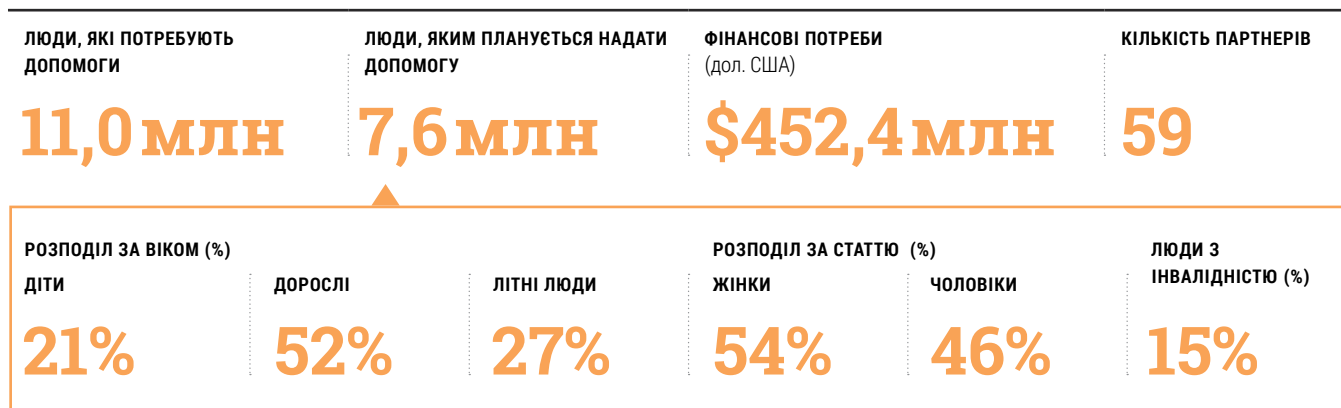 ЛЮДИ, ЯКІ ПОТРЕБУЮТЬ
ДОПОМОГИ
11,0 млн
ЛЮДИ, ЯКИМ ПЛАНУЄТЬСЯ НАДАТИ
ДОПОМОГУ
7,6 млн
ФІНАНСОВІ ПОТРЕБИ
(дол. США)
$452,4 млн
КІЛЬКІСТЬ ПАРТНЕРІВ
59
РОЗПОДІЛ ЗА ВІКОМ (%)
ДІТИ
21%
ДОРОСЛІ
52%
ЛІТНІ ЛЮДИ
27%
РОЗПОДІЛ ЗА СТАТТЮ (%)
ЖІНКИ
54%
ЧОЛОВІКИ
46%
ЛЮДИ З
ІНВАЛІДНІСТЮ (%)
15%